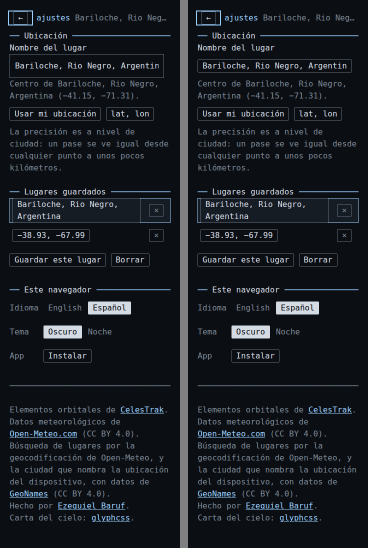 ← ajustes Bariloche, Río Neg…
Ubicación
Nombre del lugar
Bariloche, Río Negro, Argentin
Centro de Bariloche, Río Negro,
Argentina (−41.15, −71.31).
Usar mi ubicación lat, lon
La precisión es a nivel de
ciudad: un pase se ve igual desde
cualquier punto a unos pocos
kilómetros.
Lugares guardados
Bariloche, Río Negro,
Argentina ×
−38.93, −67.99 ×
Guardar este lugar Borrar
Este navegador
Idioma English Español
Tema Oscuro Noche
App Instalar
Elementos orbitales de CelesTrak.
Datos meteorológicos de
Open-Meteo.com (CC BY 4.0).
Búsqueda de lugares por la
geocodificación de Open-Meteo, y
la ciudad que nombra la ubicación
del dispositivo, con datos de
GeoNames (CC BY 4.0).
Hecho por Ezequiel Baruf.
Carta del cielo: glyphcss.
← ajustes Bariloche, Río Neg…
Ubicación
Nombre del lugar
Bariloche, Río Negro, Argentin
Centro de Bariloche, Río Negro,
Argentina (−41.15, −71.31).
Usar mi ubicación lat, lon
La precisión es a nivel de
ciudad: un pase se ve igual desde
cualquier punto a unos pocos
kilómetros.
Lugares guardados
Bariloche, Río Negro,
Argentina ×
−38.93, −67.99 ×
Guardar este lugar Borrar
Este navegador
Idioma English Español
Tema Oscuro Noche
App Instalar
Elementos orbitales de CelesTrak.
Datos meteorológicos de
Open-Meteo.com (CC BY 4.0).
Búsqueda de lugares por la
geocodificación de Open-Meteo, y
la ciudad que nombra la ubicación
del dispositivo, con datos de
GeoNames (CC BY 4.0).
Hecho por Ezequiel Baruf.
Carta del cielo: glyphcss.